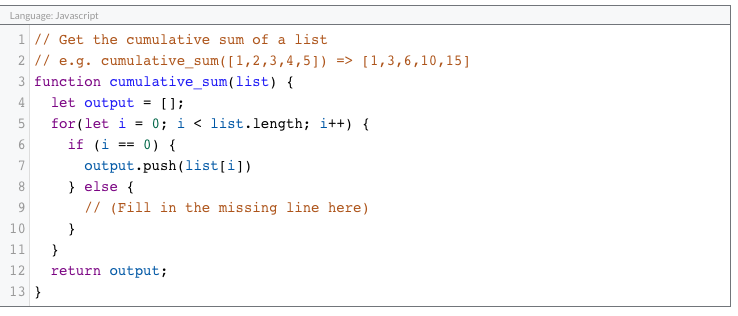 Language: Javascript
1 // Get the cumulative sum of a list
2 // e.g. cumulative_sum([1,2,3,4,5]) => [1,3,6,10,15]
3 function cumulative_sum(list) {
4   let output = [];
5   for(let i = 0; i < list.length; i++) {
6     if (i == 0) {
7       output.push(list[i])
8     } else {
9       // (Fill in the missing line here)
10     }
11   }
12   return output;
13 }